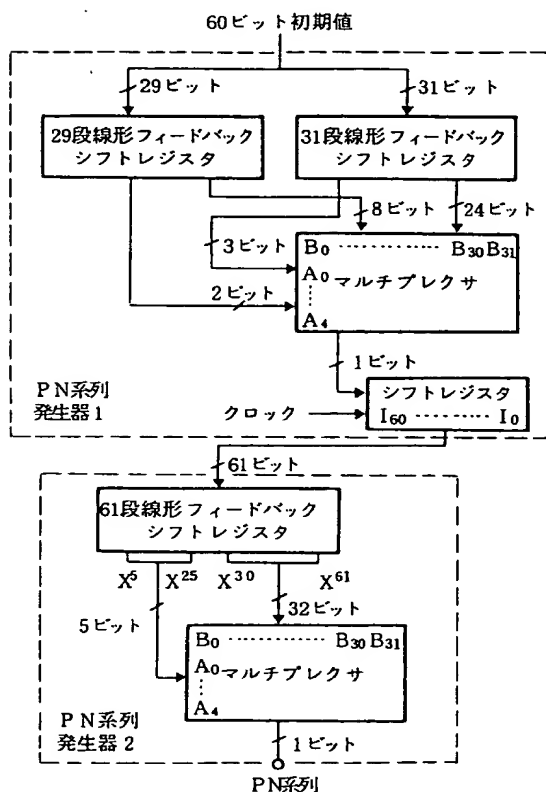 60ビット初期値
29ビット
31ビット
29段線形フィードバック
シフトレジスタ
31段線形フィードバック
シフトレジスタ
8ビット
24ビット
3ビット
B0 ............. B30 B31
A0
マルチプレクサ
2ビット
⋮
A4
1ビット
PN系列
発生器1
シフトレジスタ
クロック
I60 ......... I0
61ビット
61段線形フィードバック
シフトレジスタ
X^5 X^25 X^30 X^61
5ビット
32ビット
B0 ............. B30 B31
A0
マルチプレクサ
⋮
A4
PN系列
発生器2
1ビット
PN系列